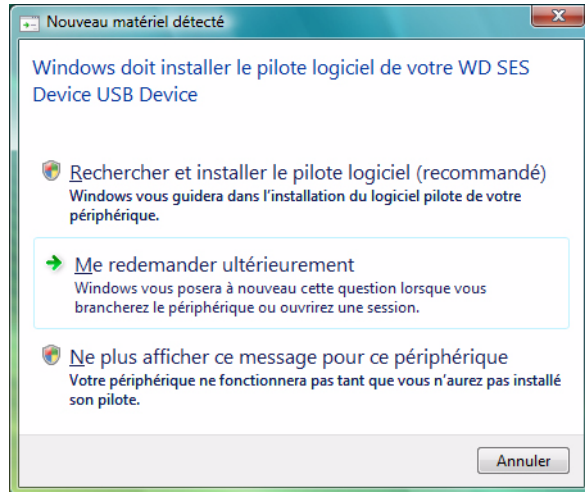 Nouveau matériel détecté
Windows doit installer le pilote logiciel de votre WD SES
Device USB Device
Rechercher et installer le pilote logiciel (recommandé)
Windows vous guidera dans l'installation du logiciel pilote de votre
périphérique.
Me redemander ultérieurement
Windows vous posera à nouveau cette question lorsque vous
brancherez le périphérique ou ouvrirez une session.
Ne plus afficher ce message pour ce périphérique
Votre périphérique ne fonctionnera pas tant que vous n'aurez pas installé
son pilote.
Annuler